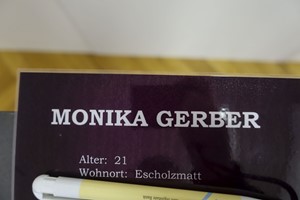 MONIKA GERBER
Alter: 21
Wohnort: Escholzmatt